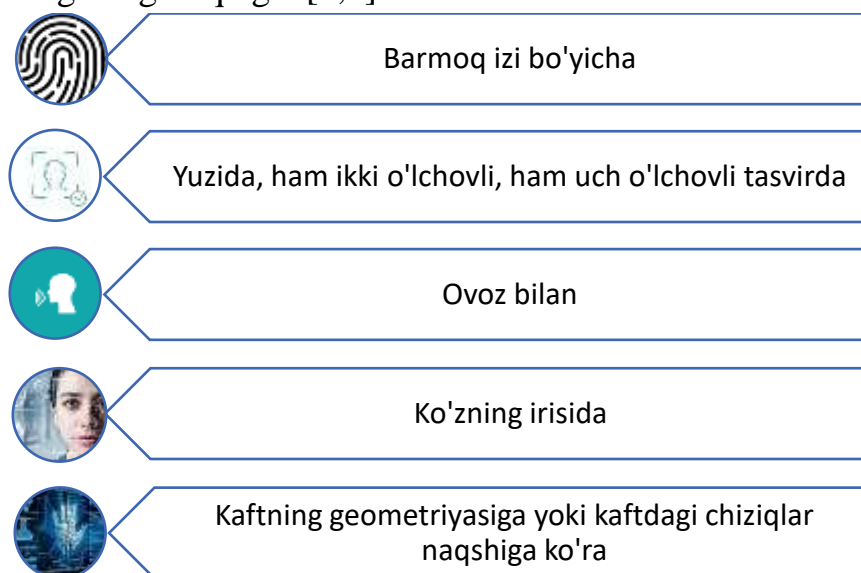 Barmoq izi bo'yicha
Yuzida, ham ikki o'lchovli, ham uch o'lchovli tasvirda
Ovoz bilan
Ko'zning irisida
Kaftning geometriyasiga yoki kaftdagi chiziqlar
naqshiga ko'ra